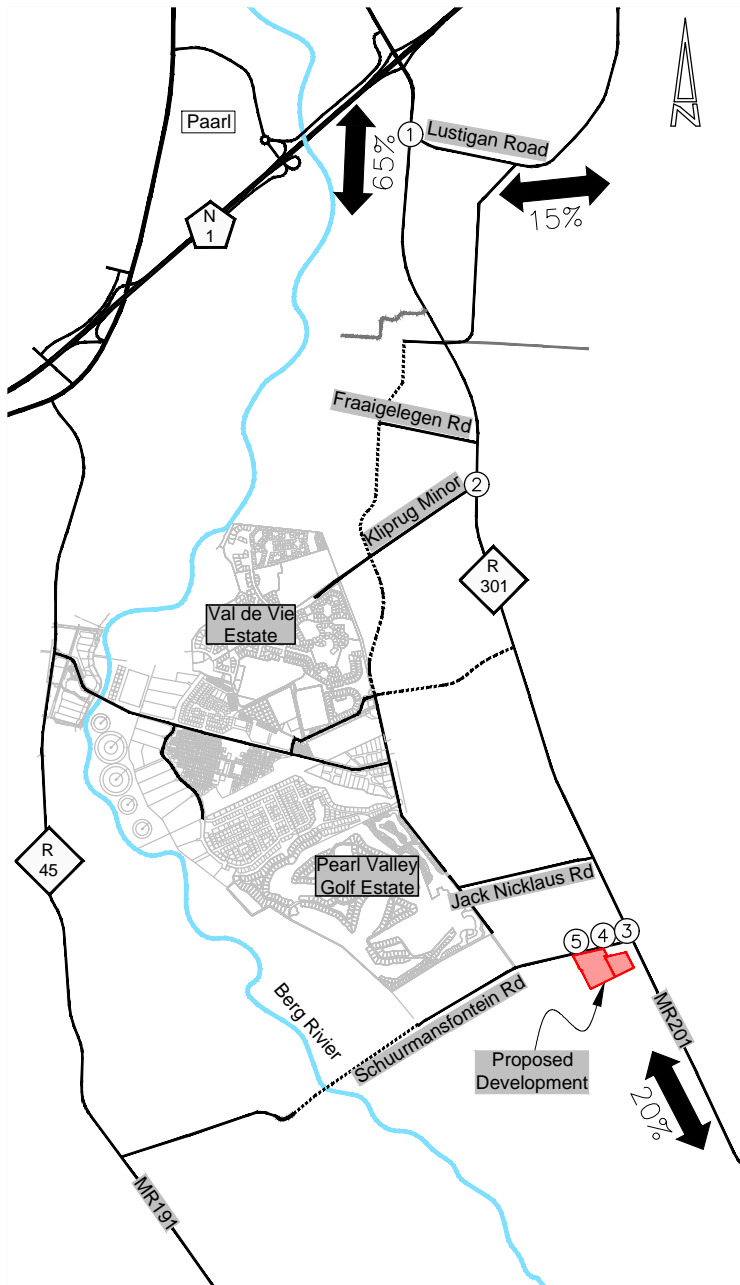 Paarl
1
Lustigan Road
65%
15%
N
1
N
Fraaigelegen Rd
2
Kliprug Minor
R
301
Val de Vie
Estate
R
45
Pearl Valley
Golf Estate
Jack Nicklaus Rd
5
4
3
Berg Rivier
Schuurmansfontein Rd
MR201
Proposed
Development
20%
MR191